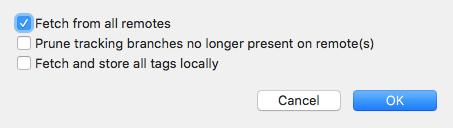 Fetch from all remotes
Prune tracking branches no longer present on remote(s)
Fetch and store all tags locally
Cancel OK